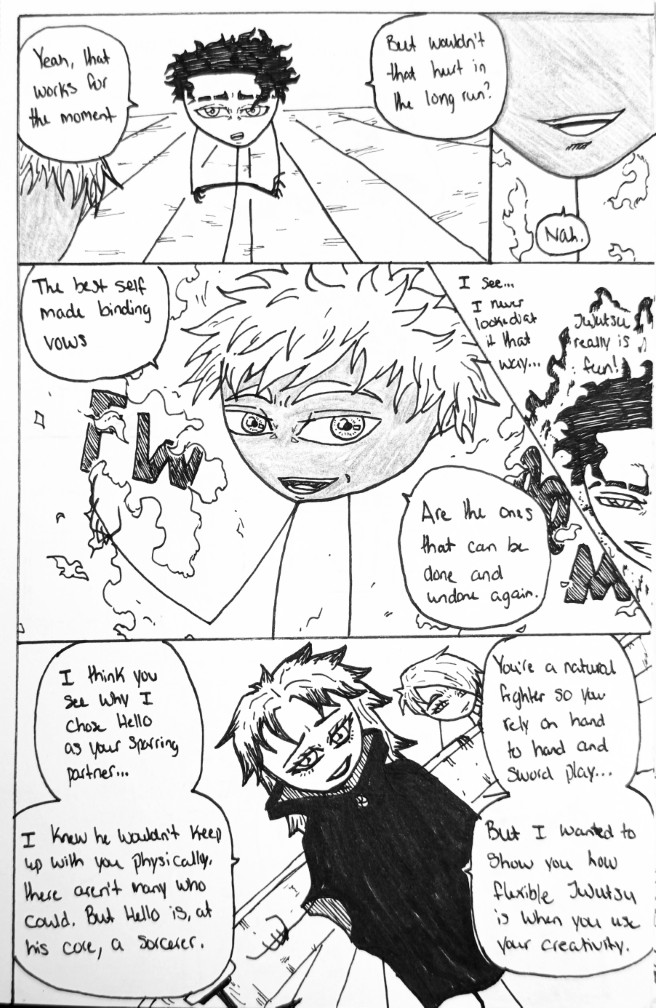 Yeah, that
works for
the moment
But wouldn't
that hurt in
the long run?
Nah.
The best self
made binding
vows
FW
Are the ones
that can be
done and
undone again.
I see...
I never
looked at
it that
way...
Jwutsu
really is
fun!
M
I think you
see why I
chose Hello
as your sparring
partner...
I knew he wouldn't keep
up with you physically,
there aren't many who
could. But Hello is, at
his core, a sorcerer.
You're a natural
fighter so you
rely on hand
to hand and
sword play...
But I wanted to
show you how
flexible Jwutsu
is when you use
your creativity.